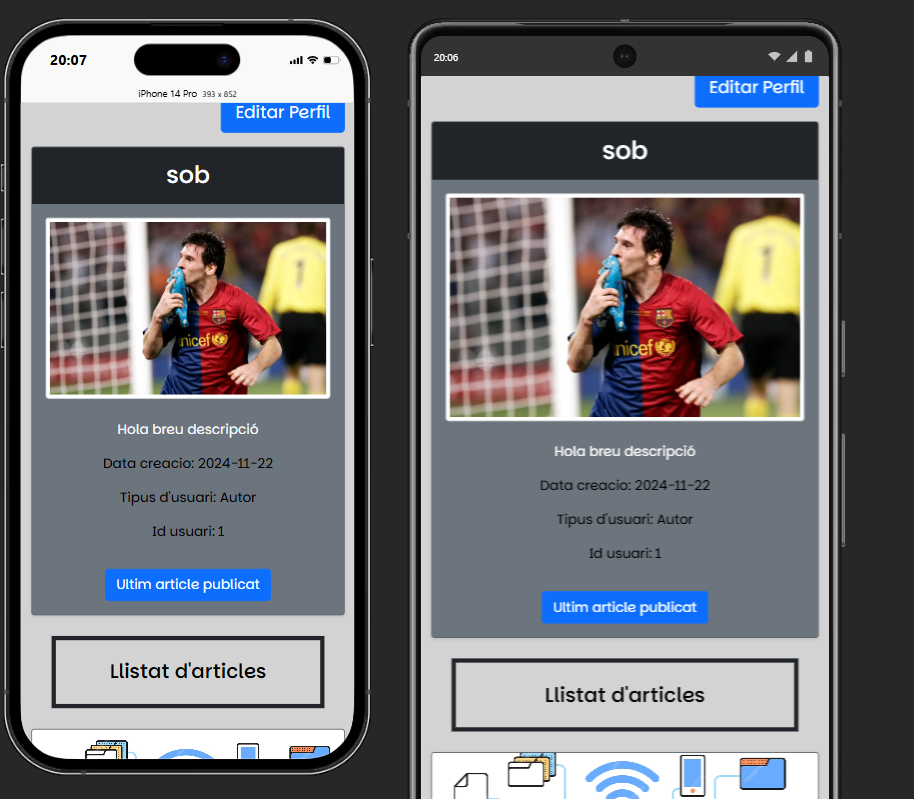 20:07
iPhone 14 Pro 393 x 852
Editar Perfil
sob
1
unicef
Hola breu descripció
Data creacio: 2024-11-22
Tipus d'usuari: Autor
Id usuari: 1
Ultim article publicat
Llistat d'articles
20:06
Editar Perfil
sob
1
unicef
Hola breu descripció
Data creacio: 2024-11-22
Tipus d'usuari: Autor
Id usuari: 1
Ultim article publicat
Llistat d'articles